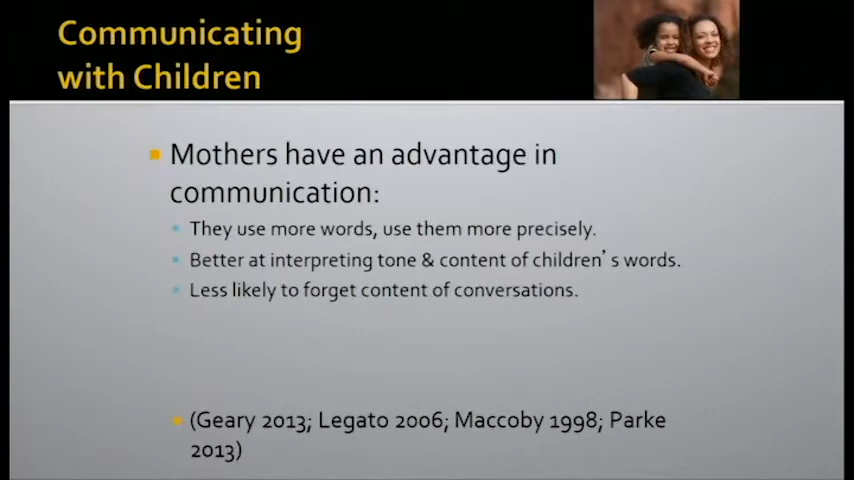 Communicating
with Children
Mothers have an advantage in
communication:
They use more words, use them more precisely.
Better at interpreting tone & content of children’s words.
Less likely to forget content of conversations.
(Geary 2013; Legato 2006; Maccoby 1998; Parke
2013)